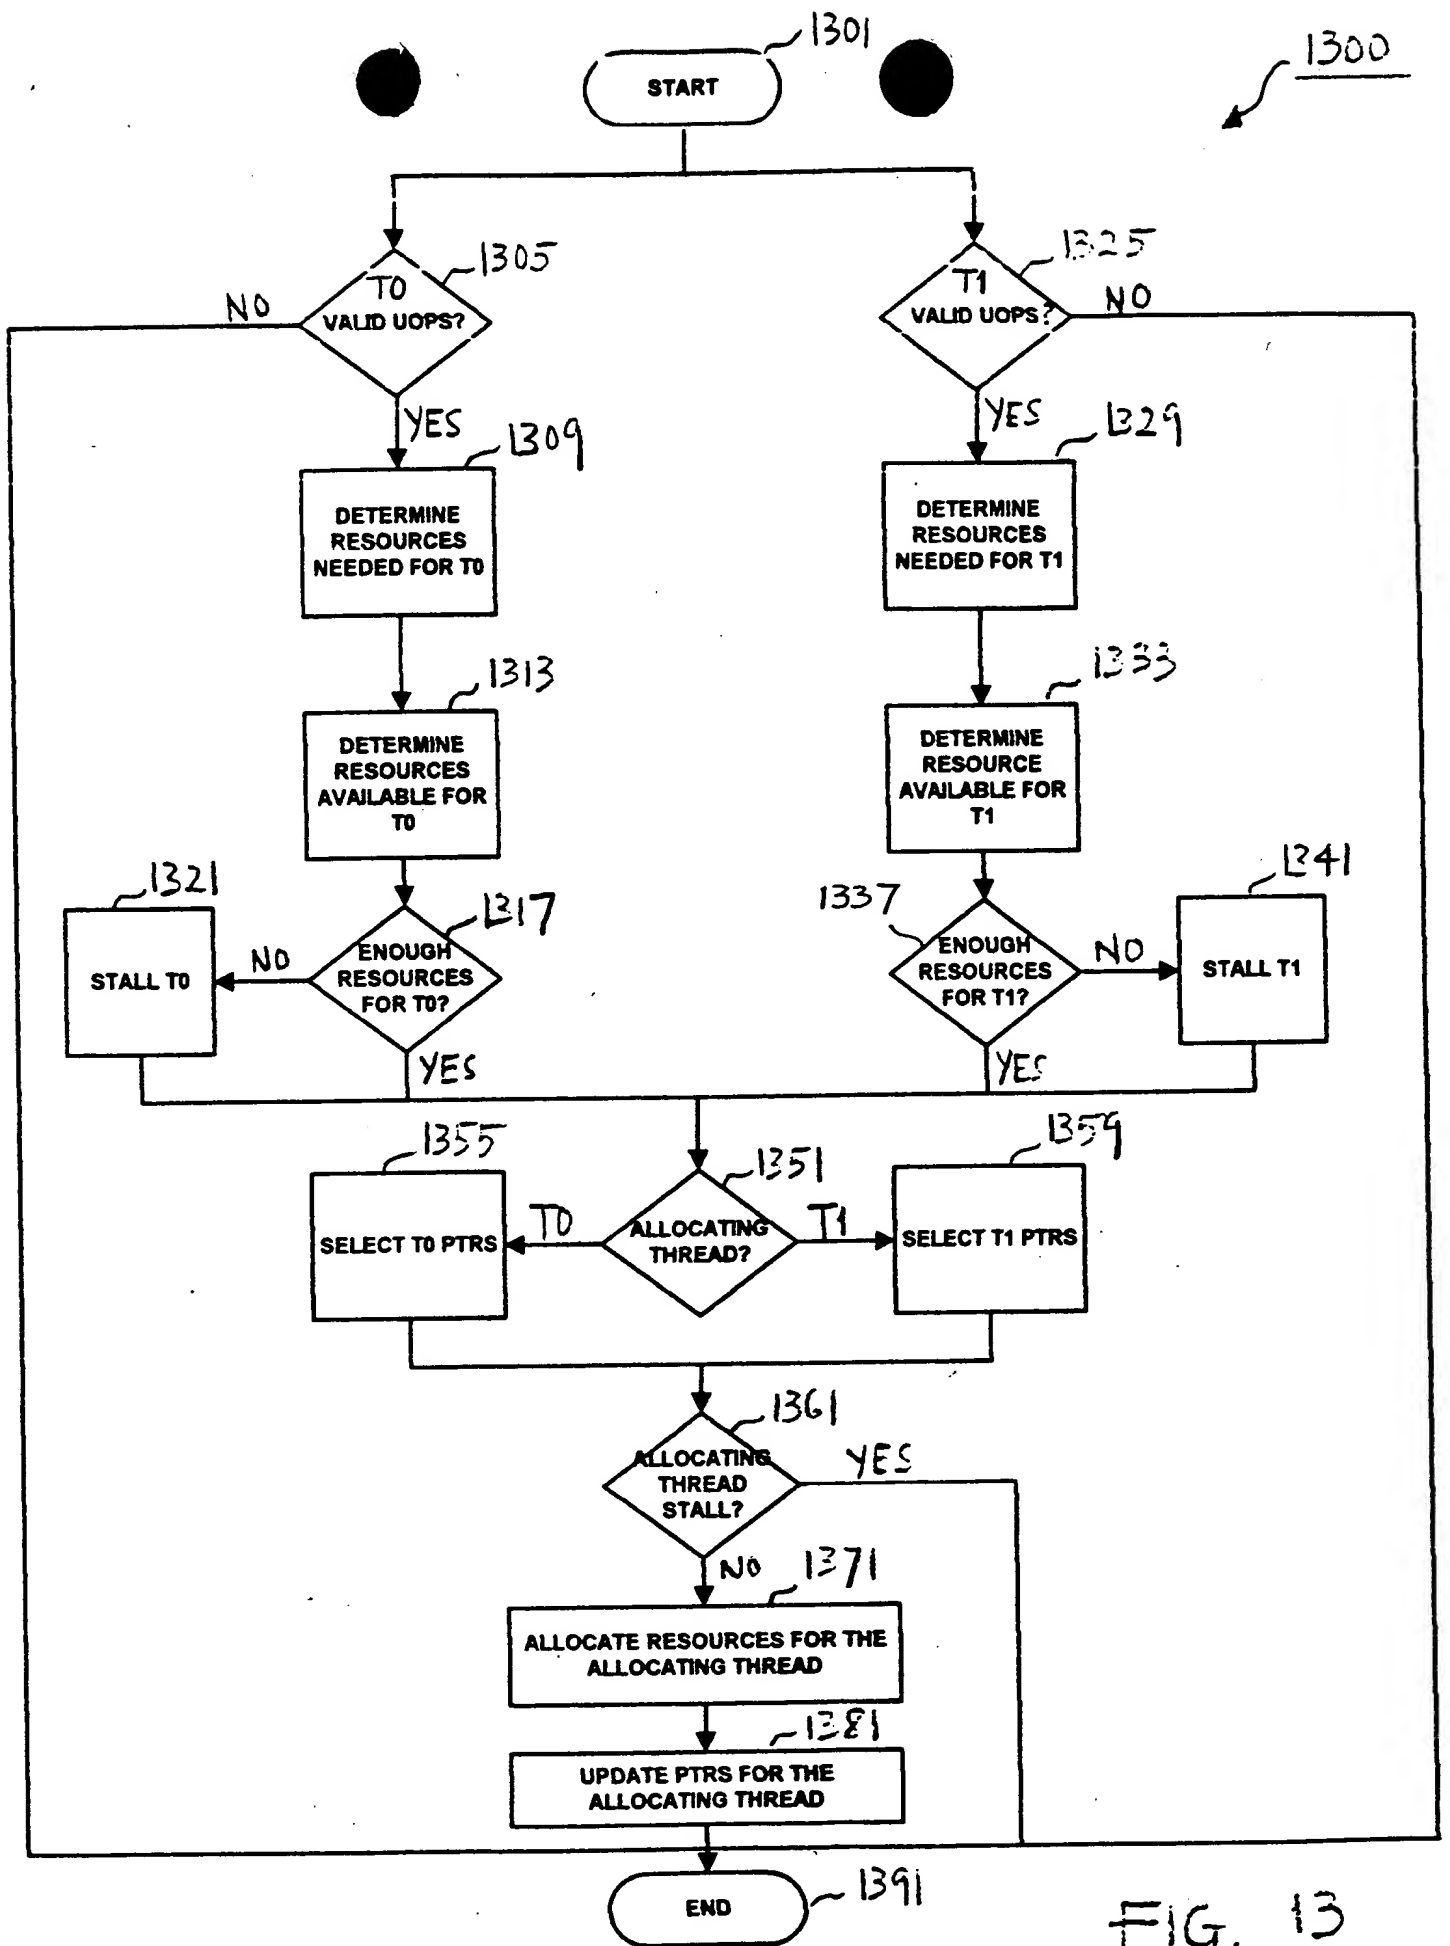 1301
1300
START
1305
1325
T0
VALID UOPS?
NO
T1
VALID UOPS?
NO
YES
YES
1309
1329
DETERMINE
RESOURCES
NEEDED FOR T0
DETERMINE
RESOURCES
NEEDED FOR T1
1313
1333
DETERMINE
RESOURCES
AVAILABLE FOR
T0
DETERMINE
RESOURCE
AVAILABLE FOR
T1
1321
1317
1337
1341
STALL T0
NO
ENOUGH
RESOURCES
FOR T0?
ENOUGH
RESOURCES
FOR T1?
NO
STALL T1
YES
YES
1355
1351
1359
SELECT T0 PTRS
T0
ALLOCATING
THREAD?
T1
SELECT T1 PTRS
1361
ALLOCATING
THREAD
STALL?
YES
NO
1371
ALLOCATE RESOURCES FOR THE
ALLOCATING THREAD
1381
UPDATE PTRS FOR THE
ALLOCATING THREAD
END
1391
FIG. 13